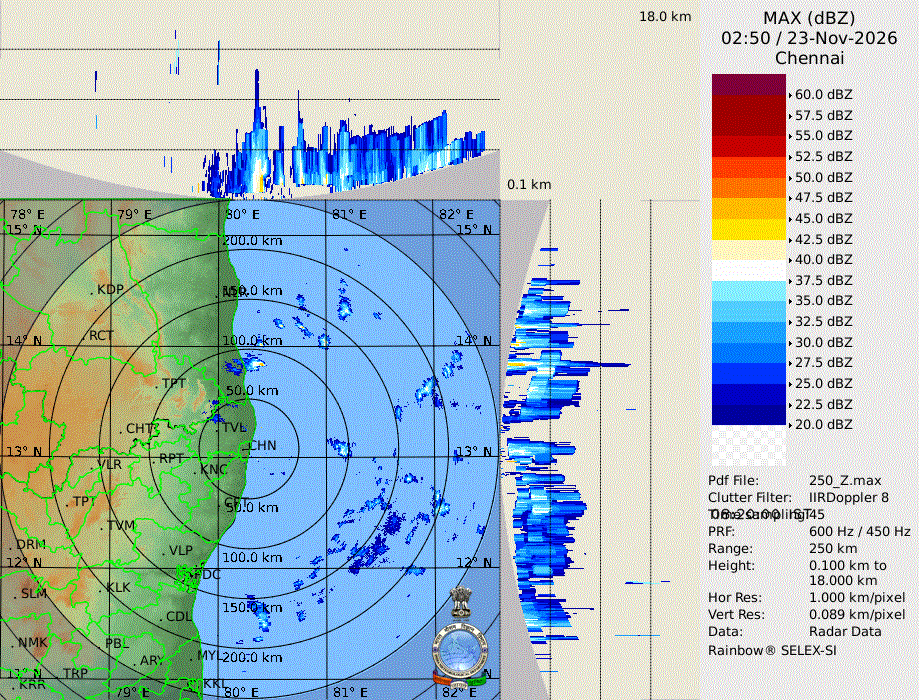 18.0 km
MAX (dBZ)
02:50 / 23-Nov-2026
Chennai
60.0 dBZ
57.5 dBZ
55.0 dBZ
52.5 dBZ
50.0 dBZ
47.5 dBZ
45.0 dBZ
42.5 dBZ
40.0 dBZ
37.5 dBZ
35.0 dBZ
32.5 dBZ
30.0 dBZ
27.5 dBZ
25.0 dBZ
22.5 dBZ
20.0 dBZ
0.1 km
78° E 79° E 80° E 81° E 82° E
15° N 15° N
200.0 km
KDP
150.0 km
RCT
14° N 100.0 km 14° N
TPT
50.0 km
CHT TVL
CHN
13° N 13° N
VLR RPT KNC
TPT
50.0 km
TVM
DRM VLP
100.0 km
12° N 12° N
SLM KLK
150.0 km
CDL
NMK PBL
ARY MYL 200.0 km
TRP
KRR KKL
79° E 80° E 81° E 82° E
Pdf File: 250_Z.max
Clutter Filter: IIRDoppler 8
Time sampling:45
PRF: 600 Hz / 450 Hz
Range: 250 km
Height: 0.100 km to
18.000 km
Hor Res: 1.000 km/pixel
Vert Res: 0.089 km/pixel
Data: Radar Data
Rainbow® SELEX-SI